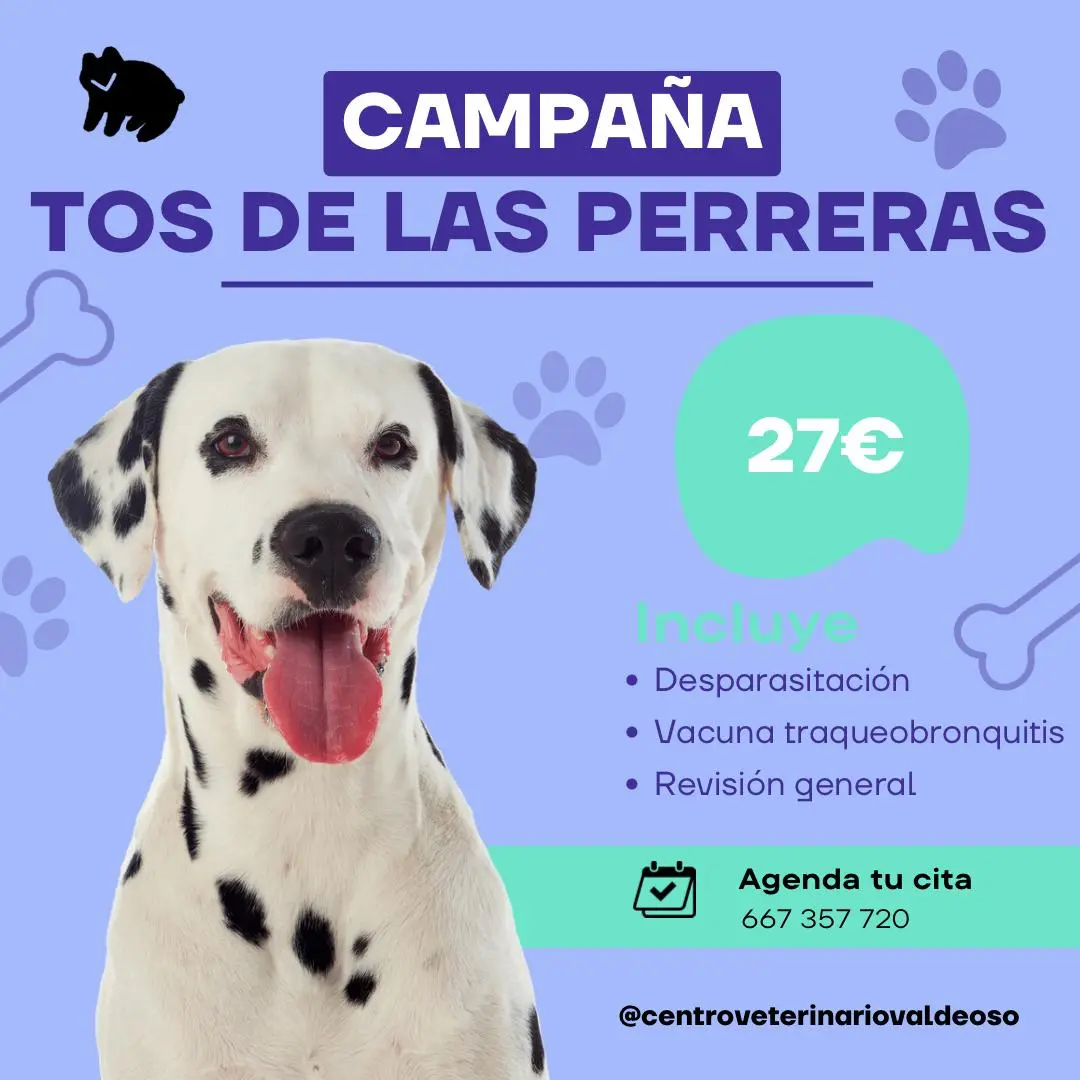 CAMPAÑA
TOS DE LAS PERRERAS
27€
Incluye
• Desparasitación
• Vacuna traqueobronquitis
• Revisión general
Agenda tu cita
667 357 720
@centroveterinariovaldeoso